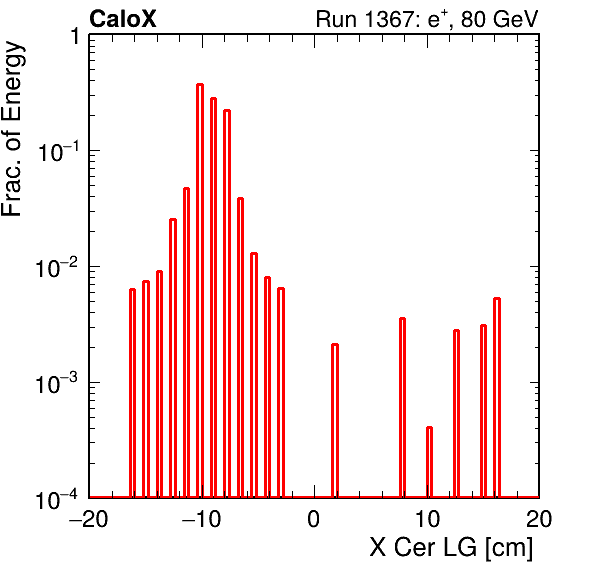 CaloX Run 1367: e⁺, 80 GeV
Frac. of Energy
1
10⁻¹
10⁻²
10⁻³
10⁻⁴
−20 −10 0 10 20
X Cer LG [cm]